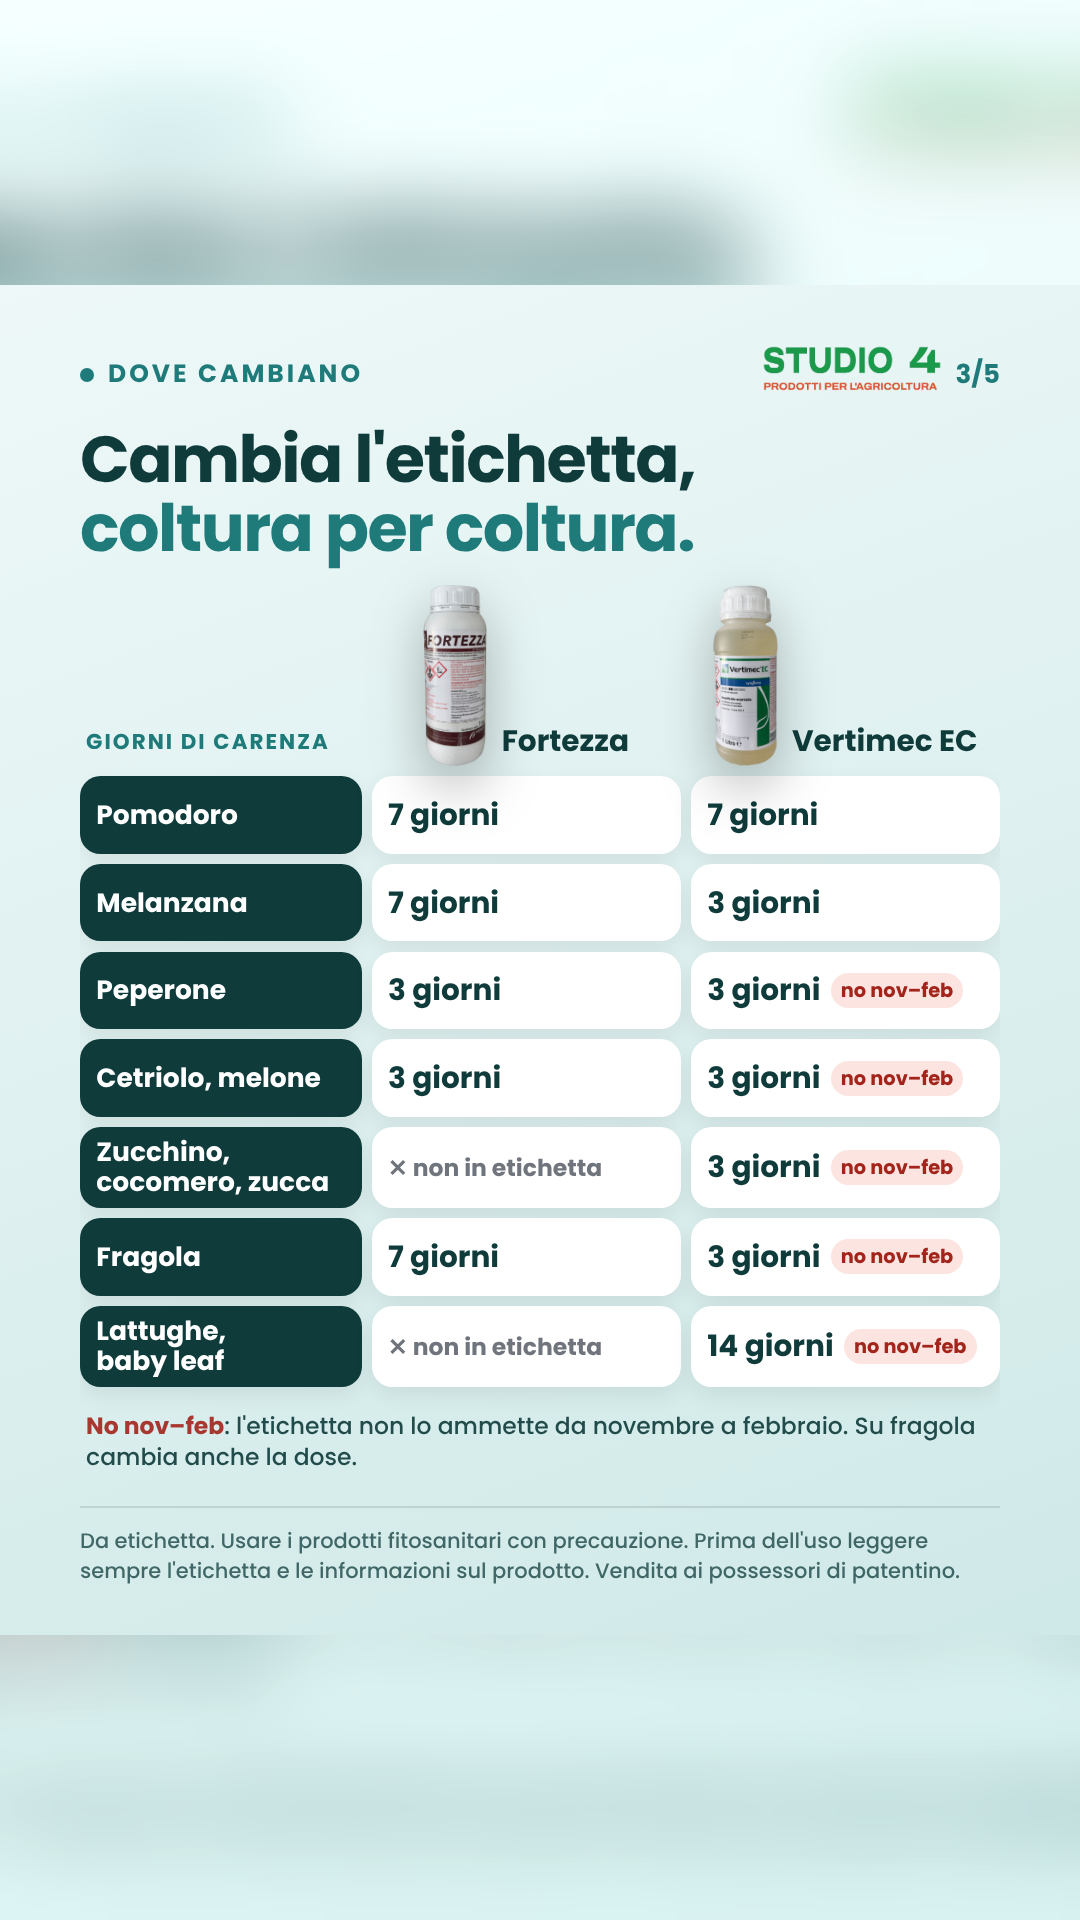 DOVE CAMBIANO
STUDIO 4
PRODOTTI PER L'AGRICOLTURA
3/5
Cambia l'etichetta,
coltura per coltura.
FORTEZZA
Vertimec EC
GIORNI DI CARENZA
Fortezza
Vertimec EC
Pomodoro
7 giorni
7 giorni
Melanzana
7 giorni
3 giorni
Peperone
3 giorni
3 giorni no nov–feb
Cetriolo, melone
3 giorni
3 giorni no nov–feb
Zucchino,
cocomero, zucca
× non in etichetta
3 giorni no nov–feb
Fragola
7 giorni
3 giorni no nov–feb
Lattughe,
baby leaf
× non in etichetta
14 giorni no nov–feb
No nov–feb: l'etichetta non lo ammette da novembre a febbraio. Su fragola
cambia anche la dose.
Da etichetta. Usare i prodotti fitosanitari con precauzione. Prima dell'uso leggere
sempre l'etichetta e le informazioni sul prodotto. Vendita ai possessori di patentino.